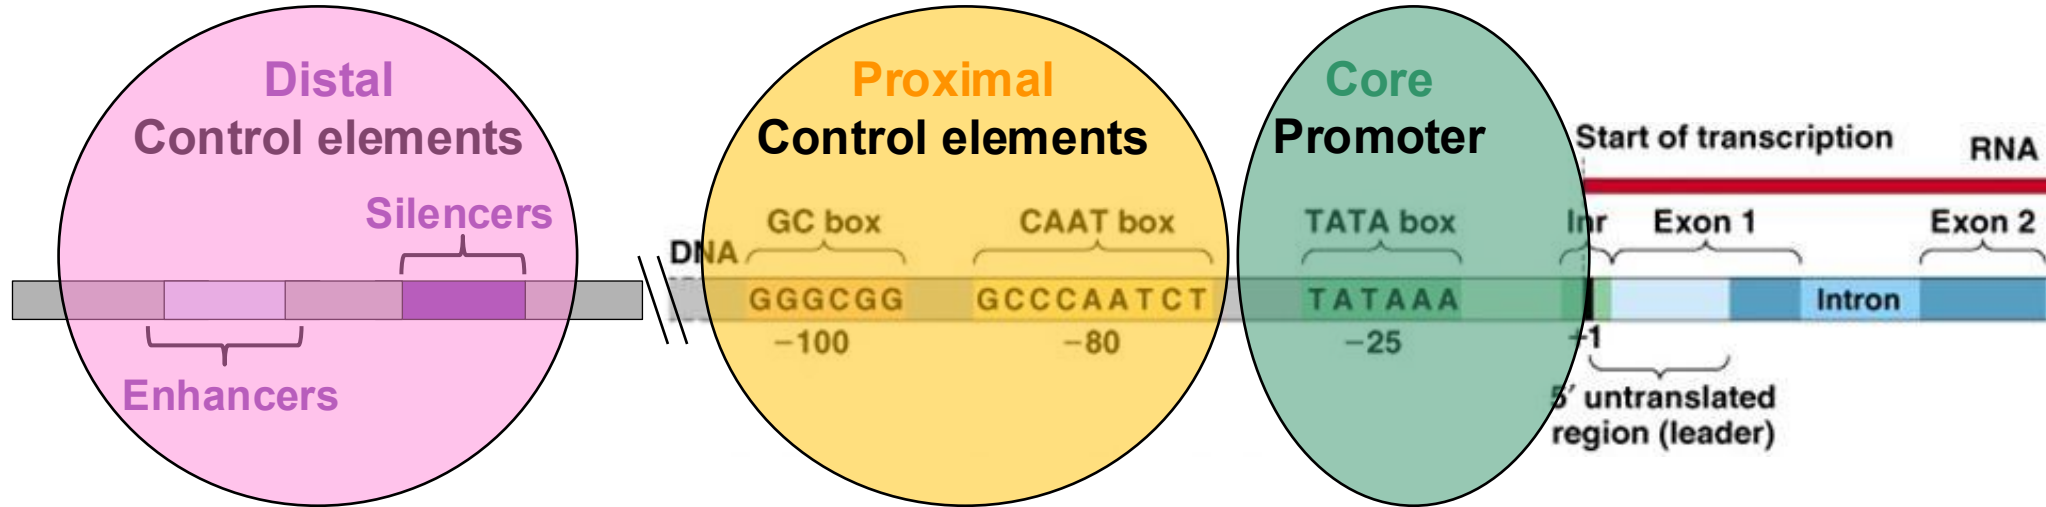 Distal
Control elements
Silencers
Enhancers
Proximal
Control elements
DNA
GC box
CAAT box
GGGCGG
GCCCAATCT
−100
−80
Core
Promoter
TATA box
TATAAA
−25
Start of transcription
RNA
Inr
Exon 1
Exon 2
Intron
+1
5′ untranslated
region (leader)